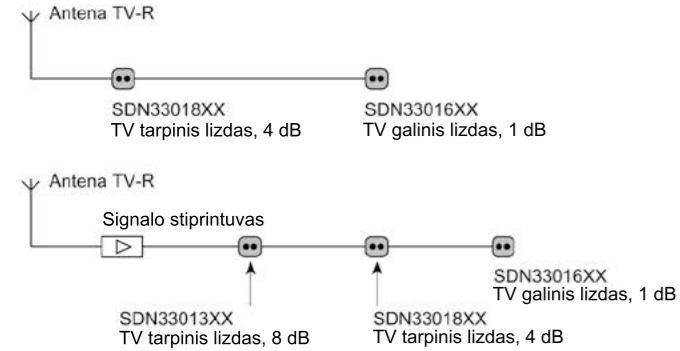 Antena TV-R
SDN33018XX
TV tarpinis lizdas, 4 dB
SDN33016XX
TV galinis lizdas, 1 dB
Antena TV-R
Signalo stiprintuvas
SDN33016XX
TV galinis lizdas, 1 dB
SDN33013XX
TV tarpinis lizdas, 8 dB
SDN33018XX
TV tarpinis lizdas, 4 dB